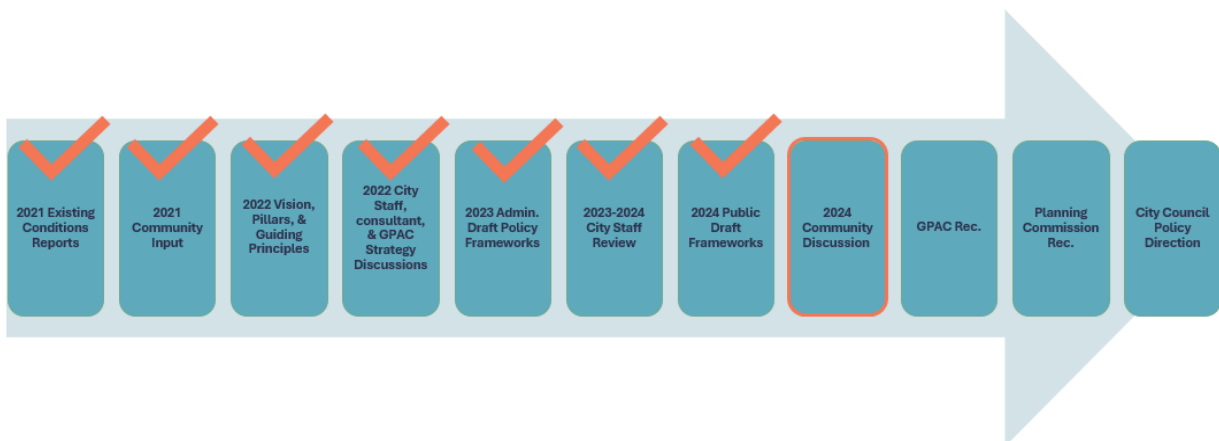 2021 Existing
Conditions
Reports
2021
Community
Input
2022 Vision,
Pillars, &
Guiding
Principles
2022 City
Staff,
consultant,
& GPAC
Strategy
Discussions
2023 Admin.
Draft Policy
Frameworks
2023-2024
City Staff
Review
2024 Public
Draft
Frameworks
2024
Community
Discussion
GPAC Rec.
Planning
Commission
Rec.
City Council
Policy
Direction